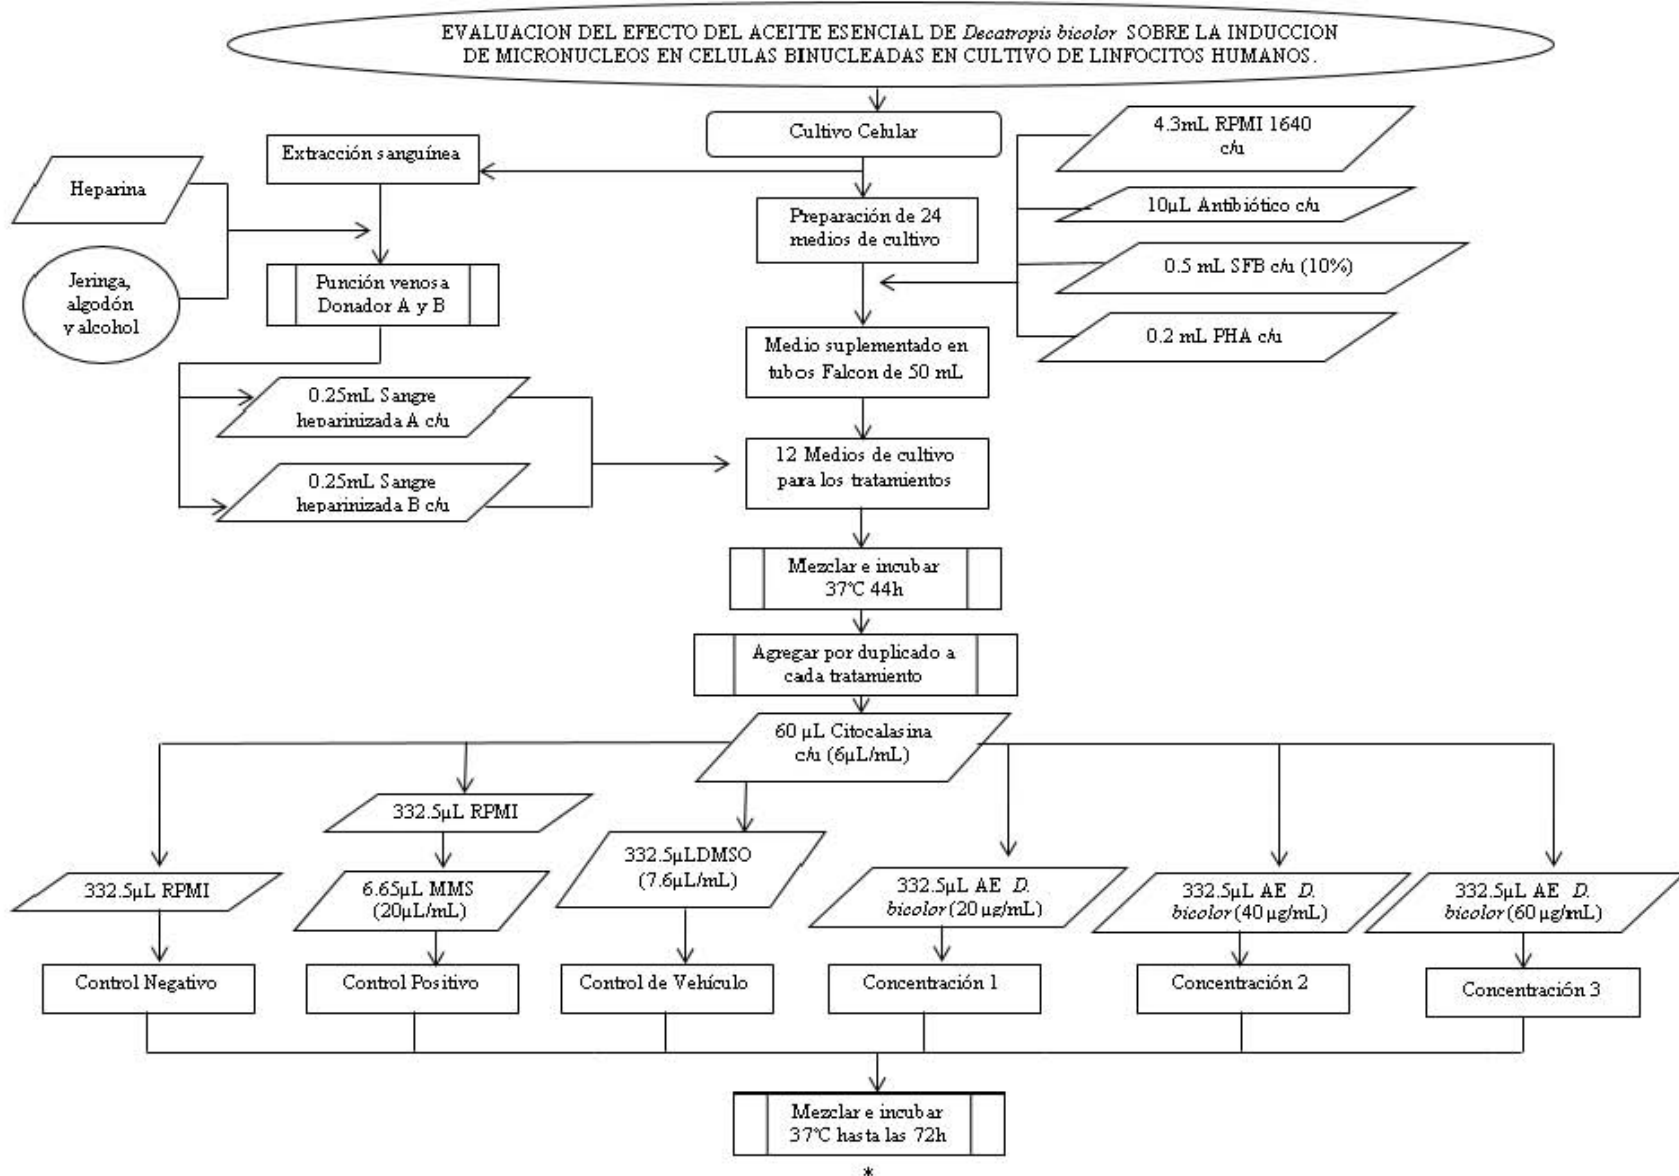 EVALUACION DEL EFECTO DEL ACEITE ESENCIAL DE Decatropis bicolor SOBRE LA INDUCCION
DE MICRONUCLEOS EN CELULAS BINUCLEADAS EN CULTIVO DE LINFOCITOS HUMANOS.
Cultivo Celular
Extracción sanguínea
Heparina
Jeringa,
algodón
y alcohol
Punción venosa
Donador A y B
0.25mL Sangre
heparinizada A c/u
0.25mL Sangre
heparinizada B c/u
Preparación de 24
medios de cultivo
4.3mL RPMI 1640
c/u
10µL Antibiótico c/u
0.5 mL SFB c/u (10%)
0.2 mL PHA c/u
Medio suplementado en
tubos Falcon de 50 mL
12 Medios de cultivo
para los tratamientos
Mezclar e incubar
37ºC 44h
Agregar por duplicado a
cada tratamiento
60 µL Citocalasina
c/u (6µL/mL)
332.5µL RPMI
Control Negativo
332.5µL RPMI
6.65µL MMS
(20µL/mL)
Control Positivo
332.5µLDMSO
(7.6µL/mL)
Control de Vehículo
332.5µL AE D.
bicolor (20 µg/mL)
Concentración 1
332.5µL AE D.
bicolor (40 µg/mL)
Concentración 2
332.5µL AE D.
bicolor (60 µg/mL)
Concentración 3
Mezclar e incubar
37ºC hasta las 72h
*